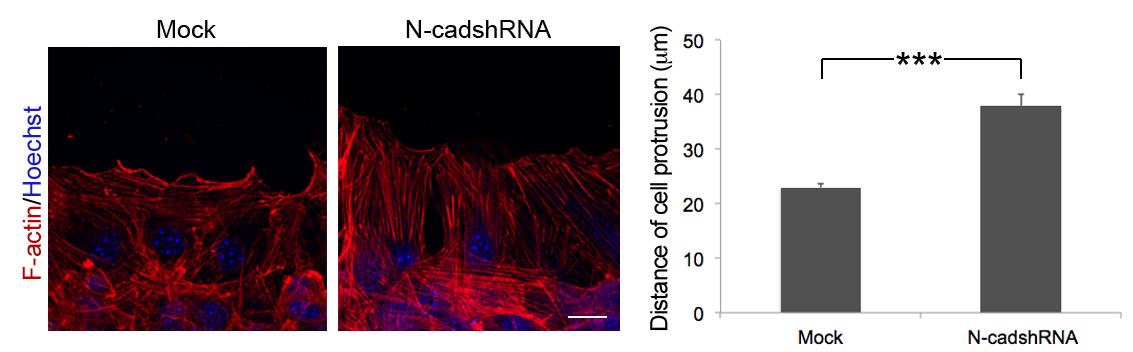 Mock
N-cadshRNA
F-actin/Hoechst
Distance of cell protrusion (μm)
50
40
30
20
10
0
***
Mock
N-cadshRNA